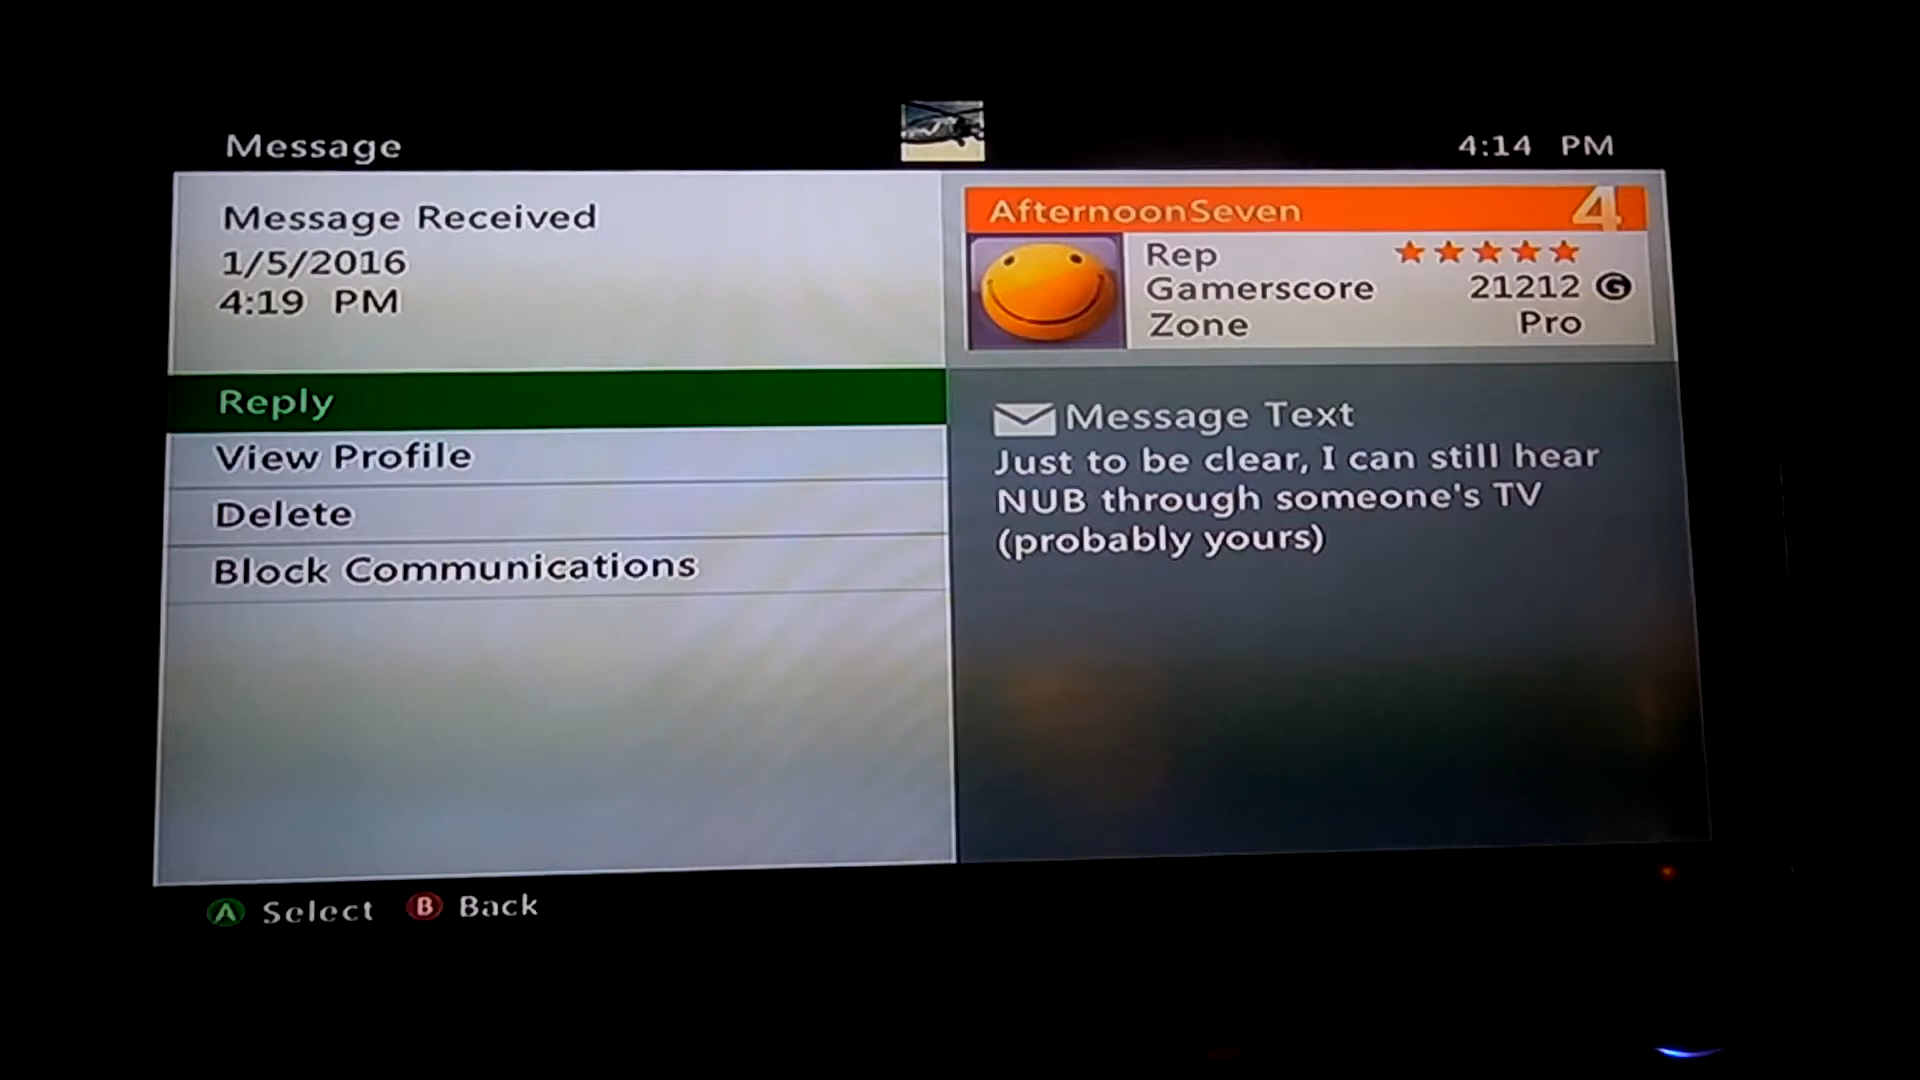 Message
4:14 PM
Message Received
1/5/2016
4:19 PM
Reply
View Profile
Delete
Block Communications
AfternoonSeven
4
Rep
Gamerscore 21212 G
Zone Pro
Message Text
Just to be clear, I can still hear
NUB through someone's TV
(probably yours)
A Select B Back